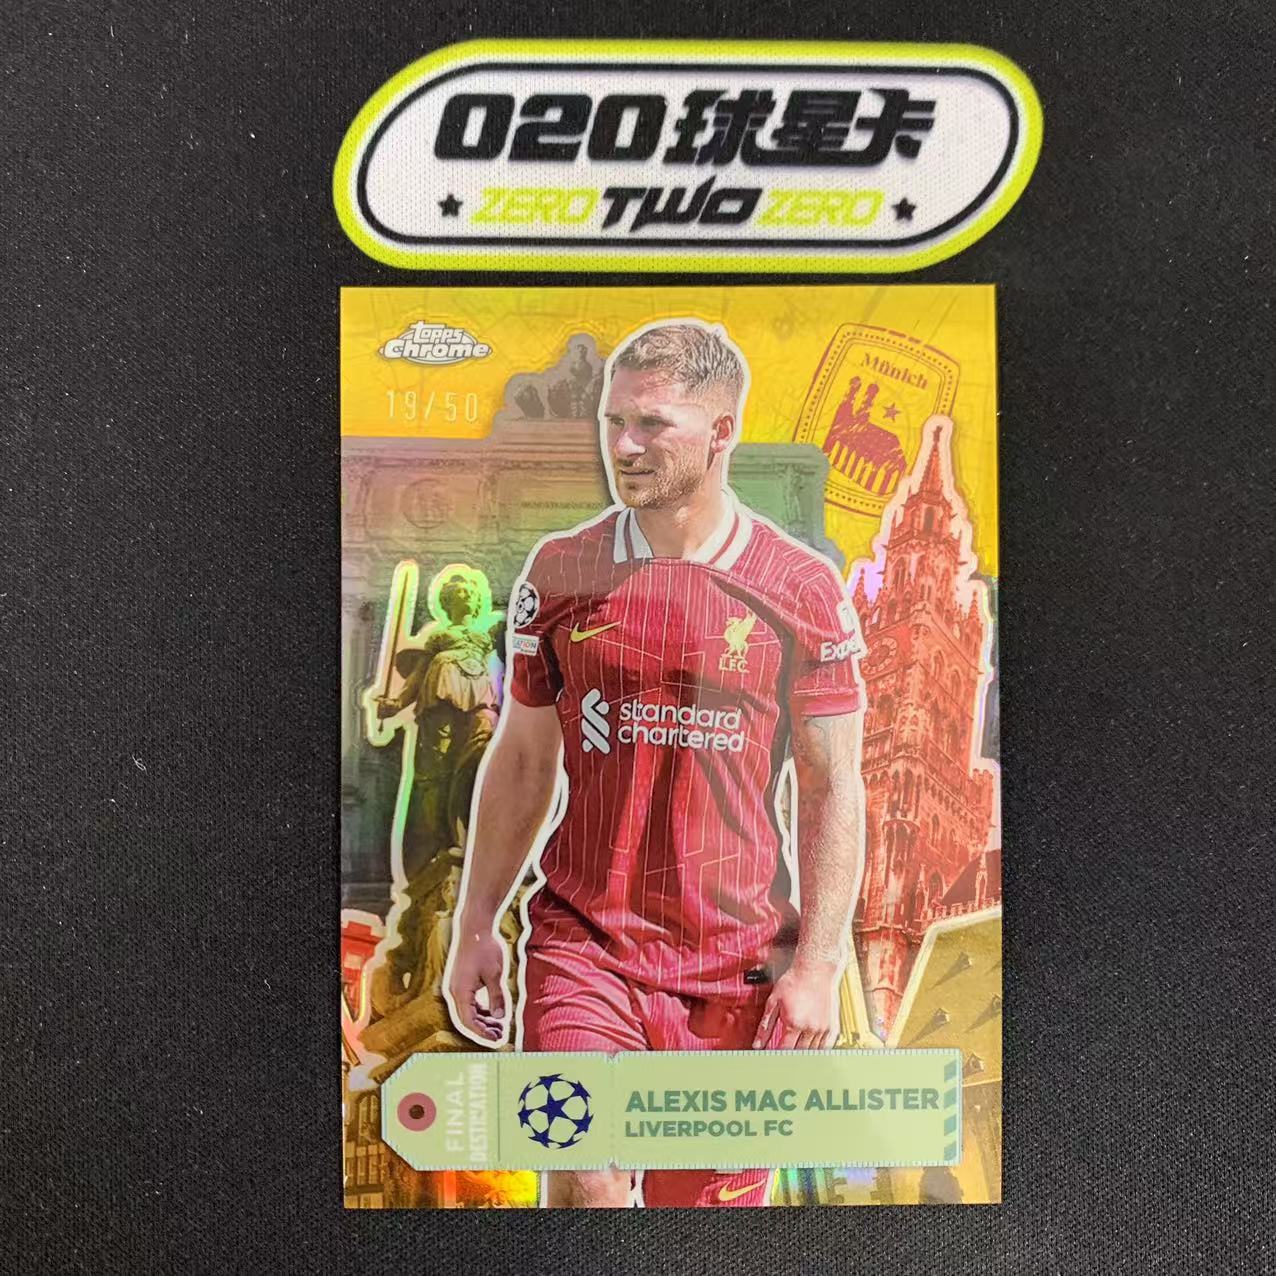 020球星卡
ZERO TWO ZERO
topps
Chrome
19/50
München
Expe
L.F.C.
standard
chartered
FINAL
DESTINATION
ALEXIS MAC ALLISTER
LIVERPOOL FC